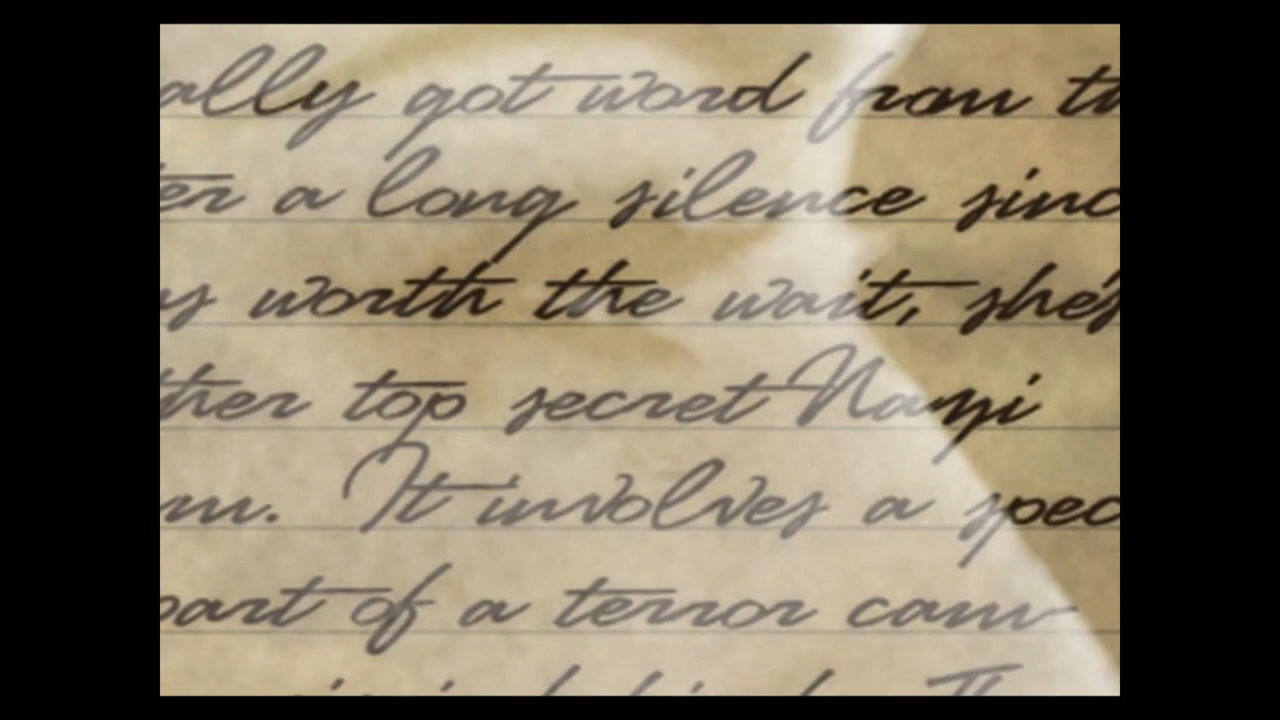 ally got word from th
er a long silence sinc
as worth the wait, she's
ther top secret Nazi
m. It involves a spec
part of a terror cam-